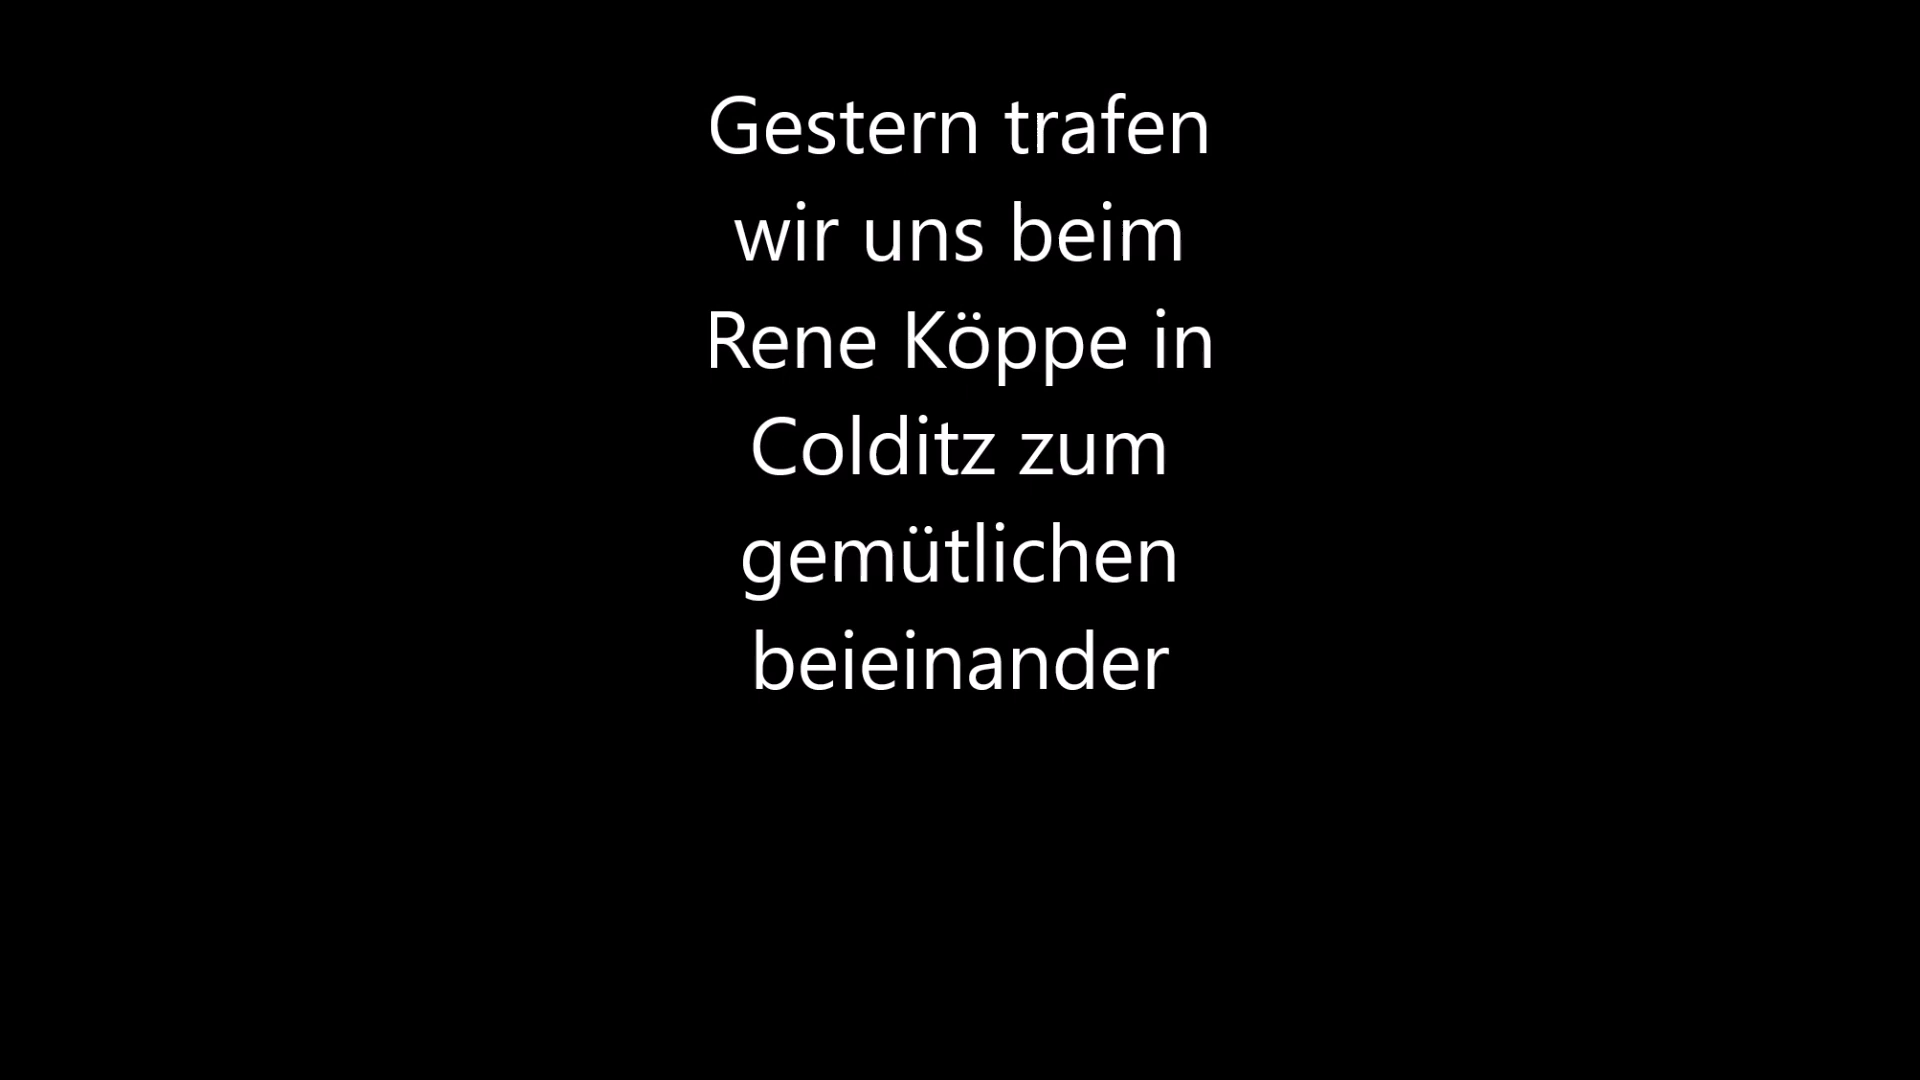 Gestern trafen
wir uns beim
Rene Köppe in
Colditz zum
gemütlichen
beieinander